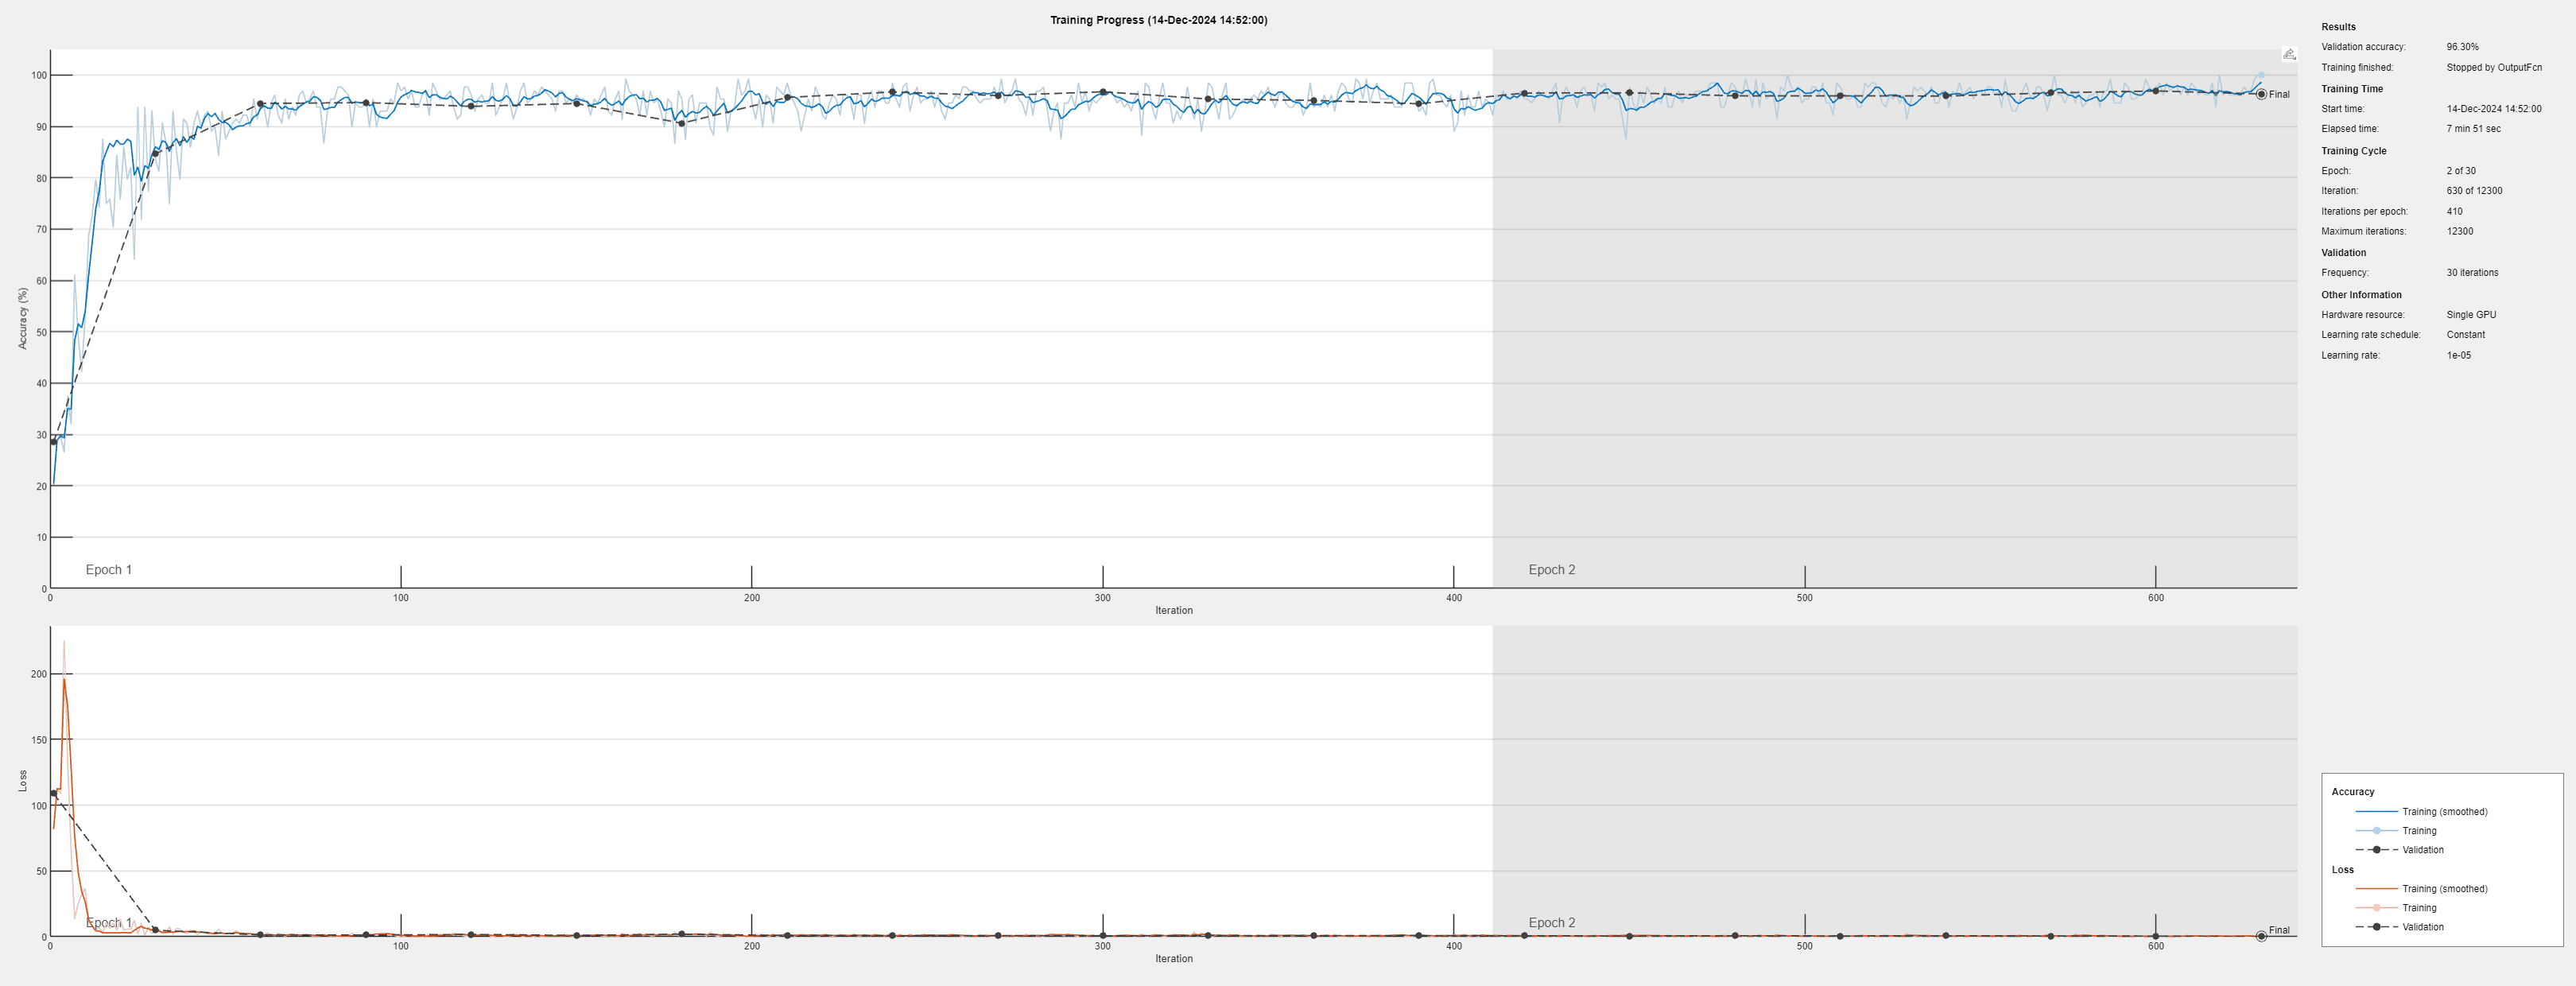 Training Progress (14-Dec-2024 14:52:00)
100
90
80
70
60
50
40
30
20
10
0
Accuracy (%)
Epoch 1
Epoch 2
Final
0
100
200
300
400
500
600
Iteration
200
150
100
50
0
Loss
Epoch 1
Epoch 2
Final
0
100
200
300
400
500
600
Iteration
Results
Validation accuracy: 96.30%
Training finished: Stopped by OutputFcn
Training Time
Start time: 14-Dec-2024 14:52:00
Elapsed time: 7 min 51 sec
Training Cycle
Epoch: 2 of 30
Iteration: 630 of 12300
Iterations per epoch: 410
Maximum iterations: 12300
Validation
Frequency: 30 iterations
Other Information
Hardware resource: Single GPU
Learning rate schedule: Constant
Learning rate: 1e-05
Accuracy
Training (smoothed)
Training
Validation
Loss
Training (smoothed)
Training
Validation